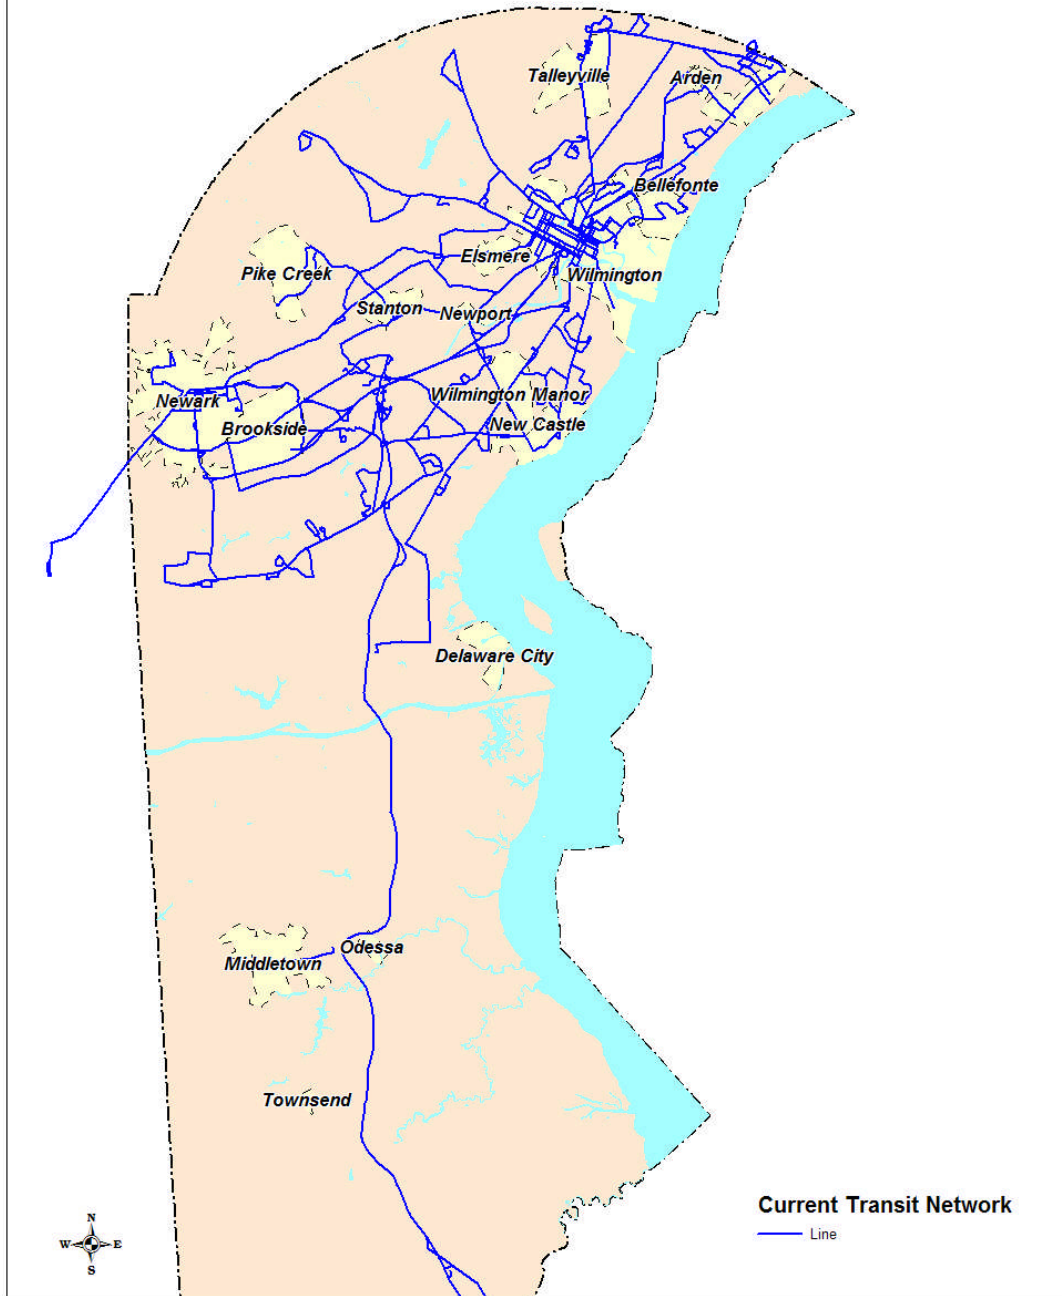 Talleyville
Arden
Bellefonte
Elsmere
Pike Creek
Wilmington
Stanton
Newport
Wilmington Manor
Newark
New Castle
Brookside
Delaware City
Odessa
Middletown
Townsend
Current Transit Network
Line
N
W E
S